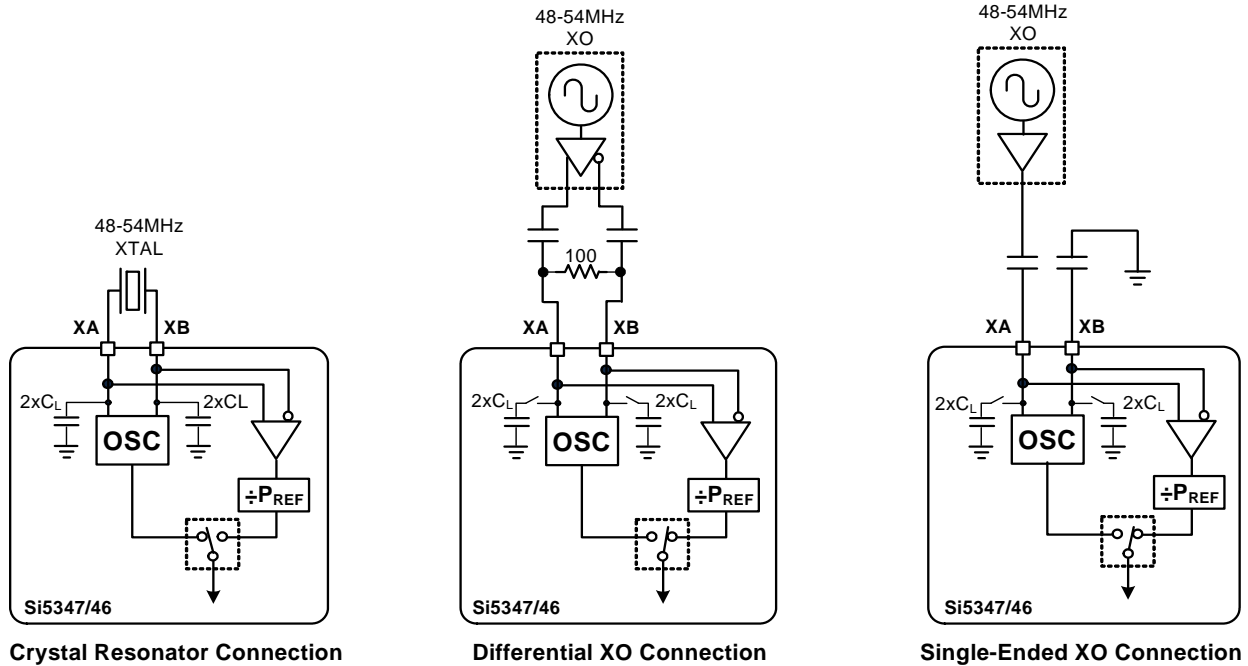 48-54MHz
XTAL
XA
XB
2xCL
2xCL
OSC
÷PREF
Si5347/46
Crystal Resonator Connection
48-54MHz
XO
100
XA
XB
2xCL
2xCL
OSC
÷PREF
Si5347/46
Differential XO Connection
48-54MHz
XO
XA
XB
2xCL
2xCL
OSC
÷PREF
Si5347/46
Single-Ended XO Connection